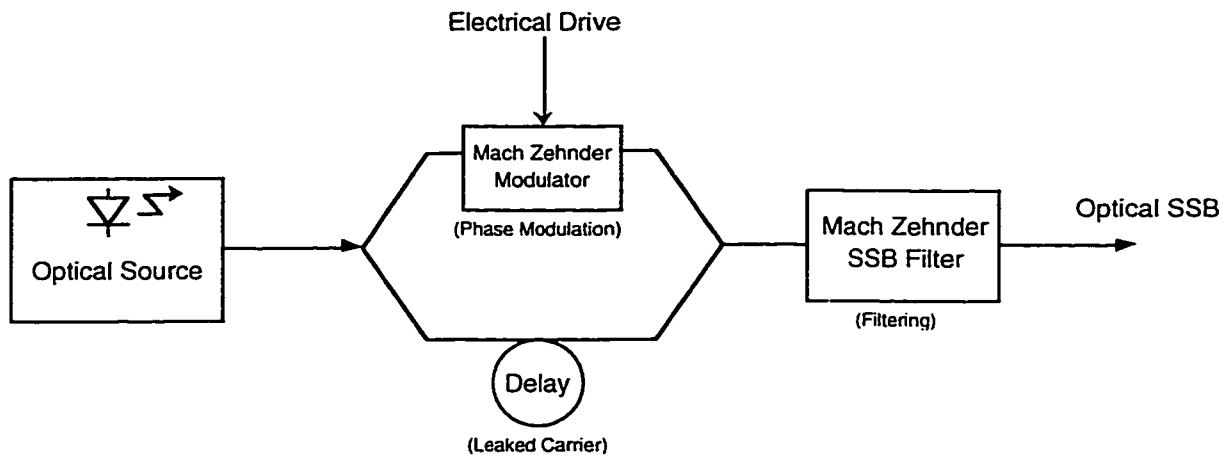 Electrical Drive
Mach Zehnder
Modulator
(Phase Modulation)
Optical Source
Mach Zehnder
SSB Filter
(Filtering)
Optical SSB
Delay
(Leaked Carrier)